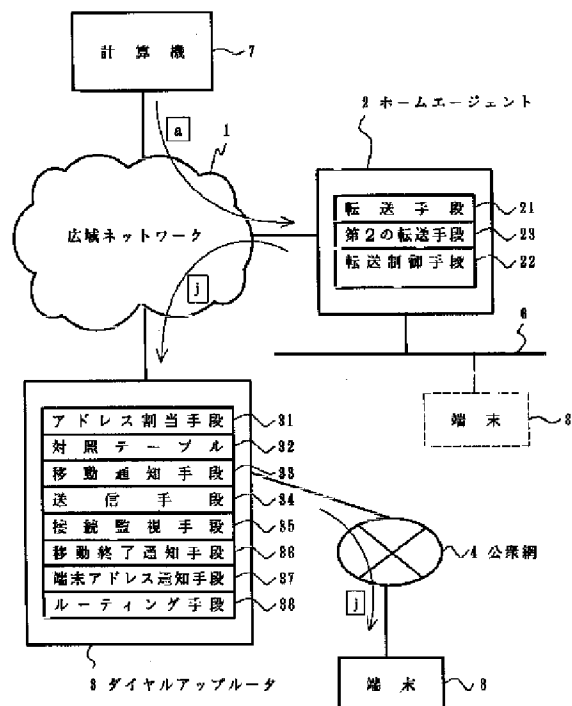 計算機 7
a
1
2 ホームエージェント
転送手段 21
広域ネットワーク
第2の転送手段 23
転送制御手段 22
j
6
端末
アドレス割当手段 31
対照テーブル 32
移動通知手段 33
送信手段 34
接続監視手段 35
移動終了通知手段 36
端末アドレス通知手段 37
ルーティング手段 38
4 公衆網
j
ダイヤルアップルータ
端末